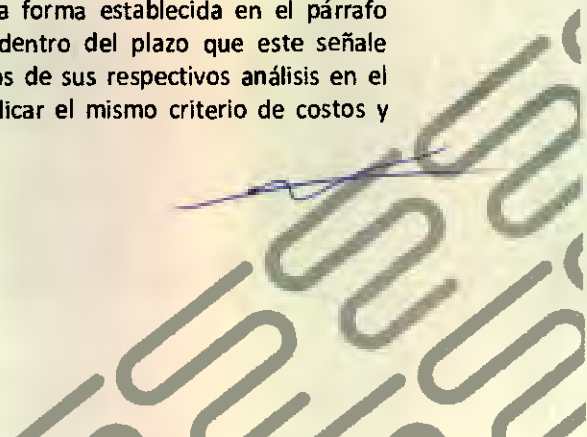 a forma establecida en el párrafo
dentro del plazo que este señale
os de sus respectivos análisis en el
licar el mismo criterio de costos y